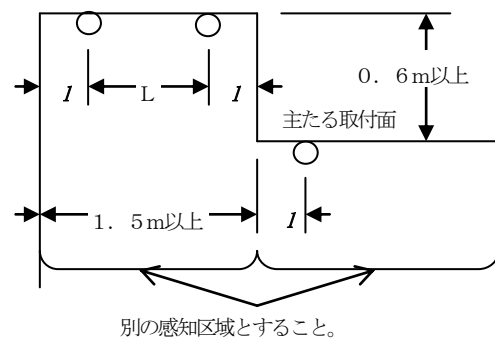 l L l
0．6ｍ以上
主たる取付面
1．5ｍ以上 l
別の感知区域とすること。